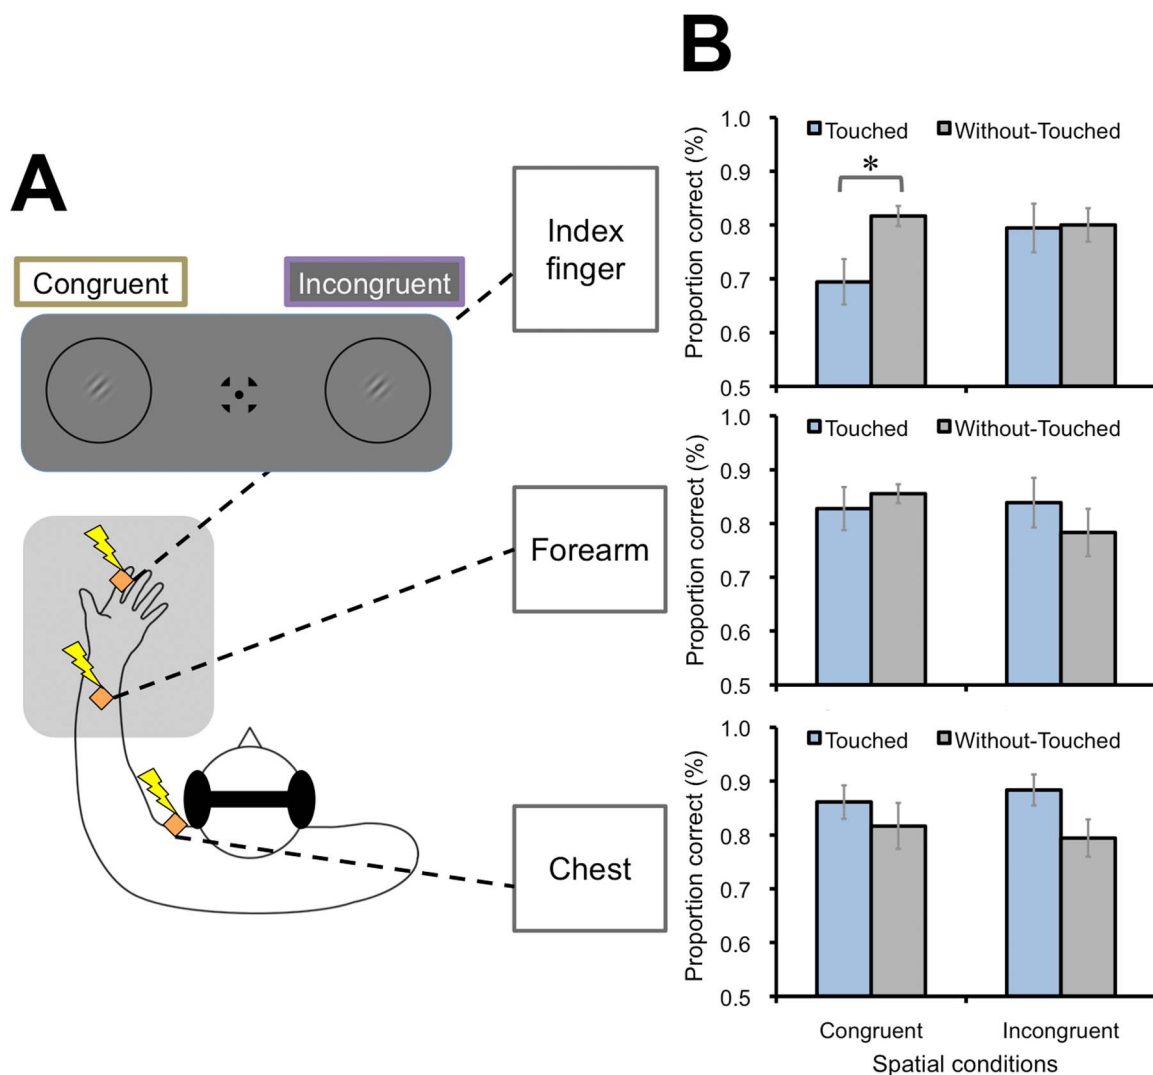 A
Congruent
Incongruent
Index
finger
Forearm
Chest
B
Proportion correct (%)
1.0
0.9
0.8
0.7
0.6
0.5
Touched
Without-Touched
*
Proportion correct (%)
1.0
0.9
0.8
0.7
0.6
0.5
Touched
Without-Touched
Proportion correct (%)
1.0
0.9
0.8
0.7
0.6
0.5
Touched
Without-Touched
Congruent
Incongruent
Spatial conditions